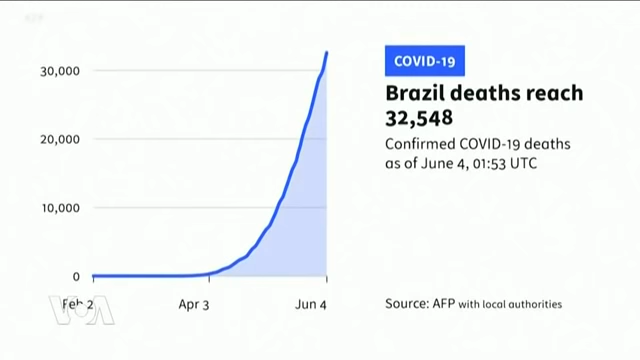 30,000
20,000
10,000
0
Feb 2
Apr 3
Jun 4
VOA
COVID-19
Brazil deaths reach
32,548
Confirmed COVID-19 deaths
as of June 4, 01:53 UTC
Source: AFP with local authorities